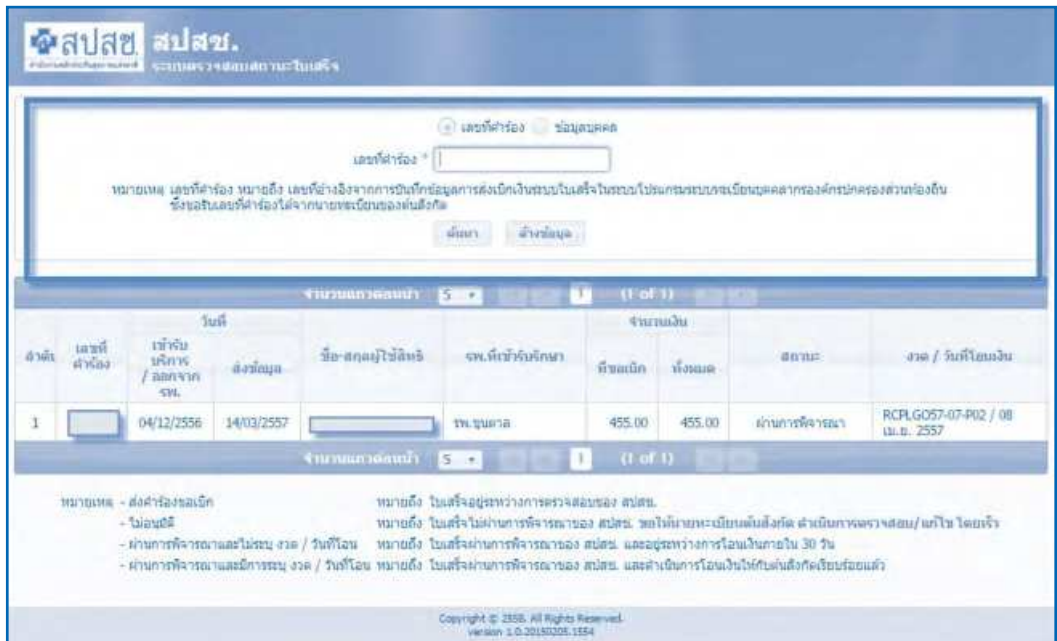 สปสช. สปสช.
สำนักงานหลักประกันสุขภาพแห่งชาติ ระบบตรวจสอบสถานะใบเสร็จ
เลขที่คำร้อง ข้อมูลบุคคล
เลขที่คำร้อง *
หมายเหตุ เลขที่คำร้อง หมายถึง เลขที่อ้างอิงจากการบันทึกข้อมูลการส่งเบิกเงินระบบใบเสร็จในระบบโปรแกรมระบบทะเบียนบุคลากรองค์กรปกครองส่วนท้องถิ่น
ซึ่งขอรับเลขที่คำร้องได้จากนายทะเบียนของต้นสังกัด
ค้นหา ล้างข้อมูล
จำนวนแถวต่อหน้า 5 1 (1 of 1)
วันที่ จำนวนเงิน
ลำดับ เลขที่คำร้อง เข้ารับบริการ / ออกจาก รพ. ส่งข้อมูล ชื่อ-สกุลผู้ใช้สิทธิ รพ.ที่เข้ารับรักษา ที่ขอเบิก ทั้งหมด สถานะ งวด / วันที่โอนเงิน
1 04/12/2556 14/03/2557 รพ.ขุนตาล 455.00 455.00 ผ่านการพิจารณา RCPLGO57-07-P02 / 08
เม.ย. 2557
จำนวนแถวต่อหน้า 5 1 (1 of 1)
หมายเหตุ - ส่งคำร้องขอเบิก หมายถึง ใบเสร็จอยู่ระหว่างการตรวจสอบของ สปสช.
- ไม่อนุมัติ หมายถึง ใบเสร็จไม่ผ่านการพิจารณาของ สปสช. ขอให้นายทะเบียนต้นสังกัด ดำเนินการตรวจสอบ/แก้ไข โดยเร็ว
- ผ่านการพิจารณาและไม่ระบุ งวด / วันที่โอน หมายถึง ใบเสร็จผ่านการพิจารณาของ สปสช. และอยู่ระหว่างการโอนเงินภายใน 30 วัน
- ผ่านการพิจารณาและมีการระบุ งวด / วันที่โอน หมายถึง ใบเสร็จผ่านการพิจารณาของ สปสช. และดำเนินการโอนเงินให้กับต้นสังกัดเรียบร้อยแล้ว
Copyright © 2558. All Rights Reserved.
version 1.0.20150205.1554